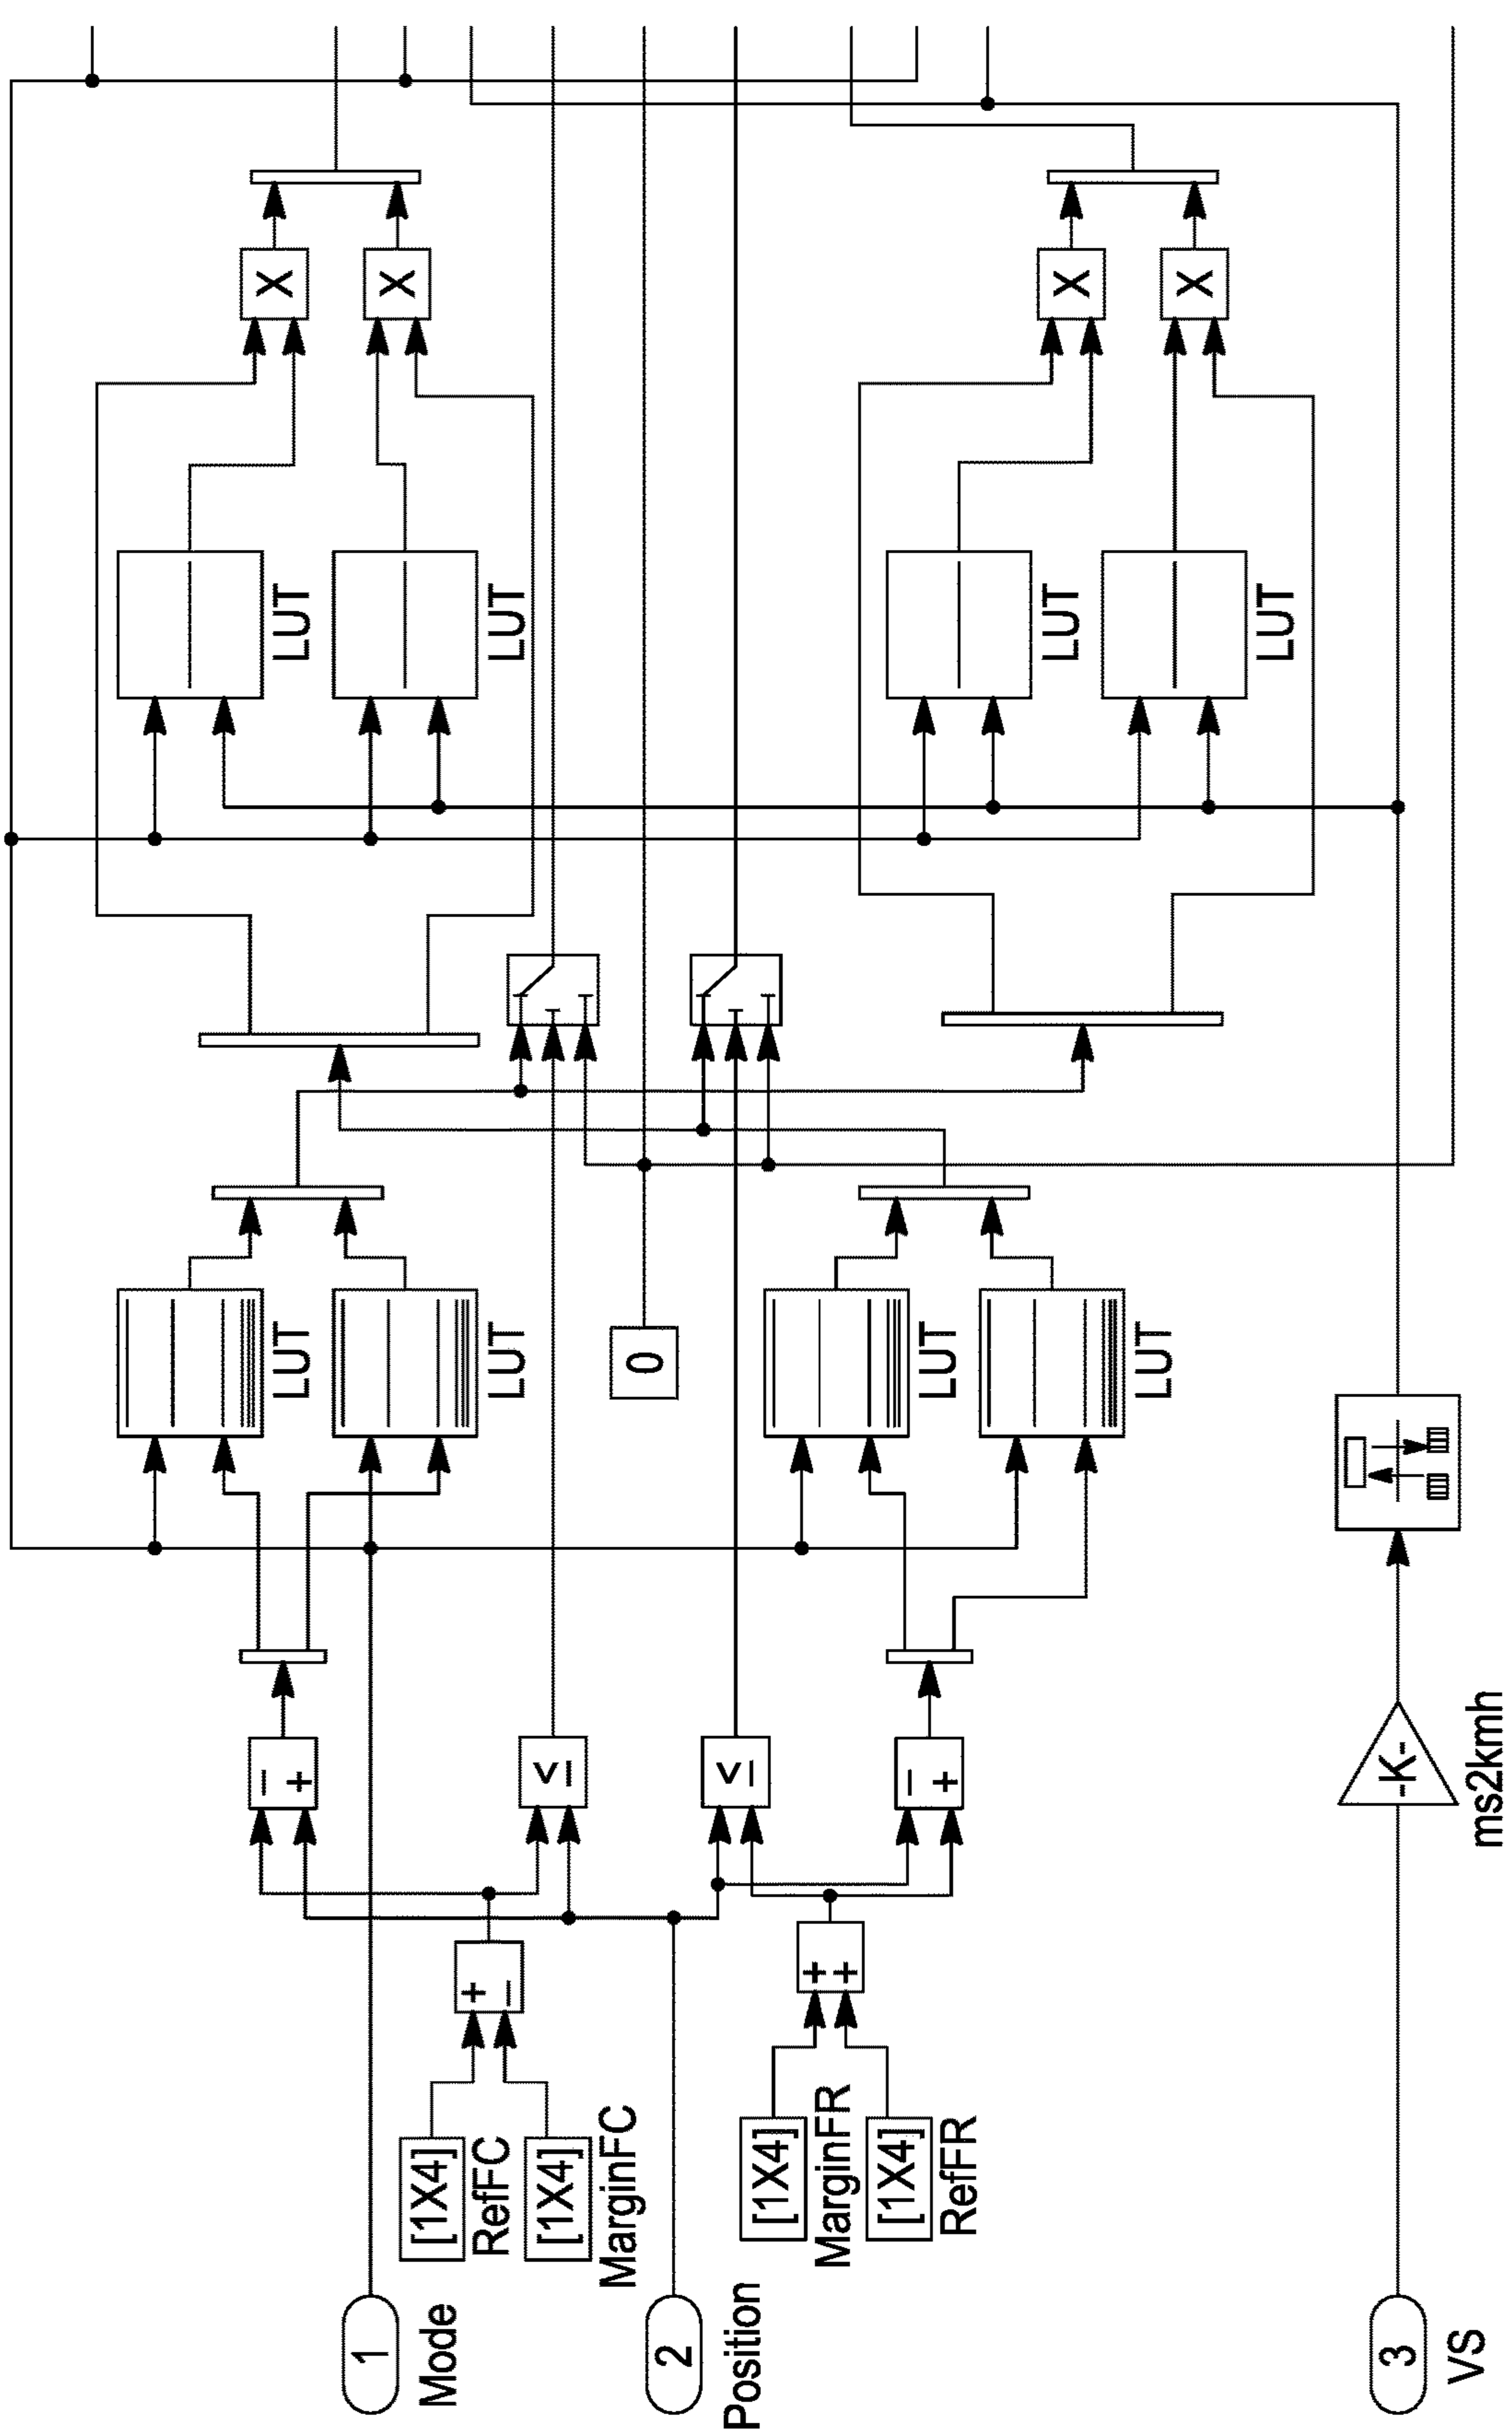 −
+
LUT
LUT
X
1
X
Mode
[1X4]
RefFC
+
−
LUT
LUT
[1X4]
MarginFC
≤
0
2
Position
[1X4]
MarginFR
+
+
≤
[1X4]
RefFR
−
+
LUT
LUT
X
LUT
LUT
X
3
VS
-K-
ms2kmh